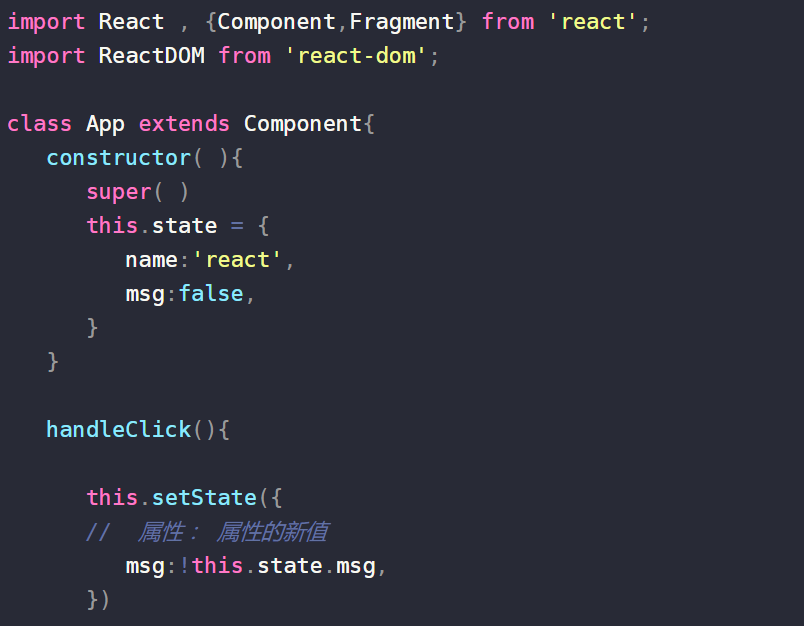 import React , {Component,Fragment} from 'react';
import ReactDOM from 'react-dom';
class App extends Component{
constructor( ){
super( )
this.state = {
name:'react',
msg:false,
}
}
handleClick(){
this.setState({
// 属性： 属性的新值
msg:!this.state.msg,
})